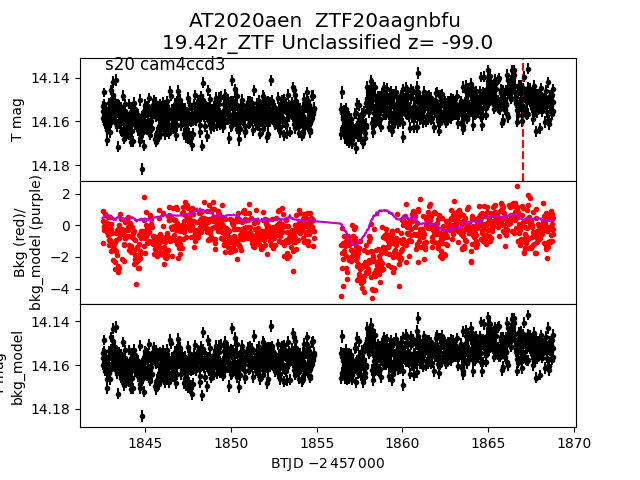 AT2020aen  ZTF20aagnbfu
19.42r_ZTF Unclassified z= -99.0
s20 cam4ccd3
T mag
14.14
14.16
14.18
Bkg (red)/
bkg_model (purple)
2
0
−2
−4
mag
bkg_model
14.14
14.16
14.18
1845
1850
1855
1860
1865
1870
BTJD −2 457 000